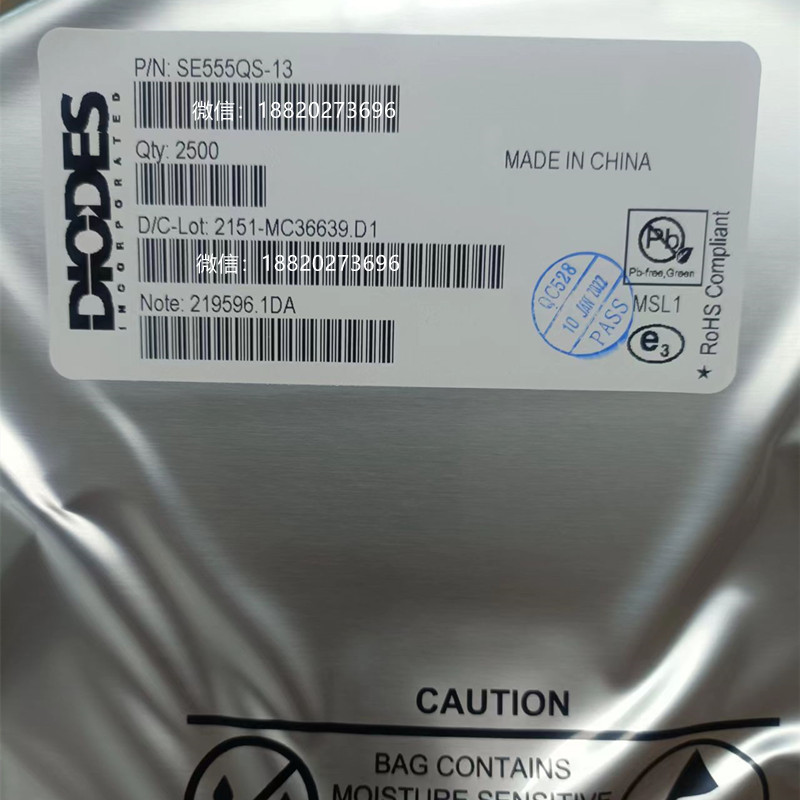 DIODES
INCORPORATED
P/N: SE555QS-13
微信：18820273696
Qty: 2500
MADE IN CHINA
D/C-Lot: 2151-MC36639.D1
微信：18820273696
Note: 219596.1DA
QC528
10 JAN 2022
PASS
Pb
Pb-free,Green
MSL1
e3
★ RoHS Compliant
CAUTION
BAG CONTAINS
MOISTURE SENSITIVE